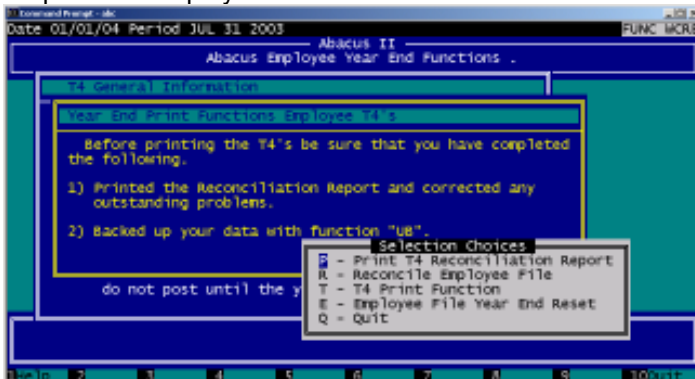 Command Prompt - abc
Date 01/01/04 Period JUL 31 2003
FUNC
Abacus II
Abacus Employee Year End Functions .
T4 General Information
Year End Print Functions Employee T4's
Before printing the T4's be sure that you have completed
the following.
1) Printed the Reconciliation Report and corrected any
outstanding problems.
2) Backed up your data with function "UB".
do not post until the y
Selection Choices
P - Print T4 Reconciliation Report
R - Reconcile Employee File
T - T4 Print Function
E - Employee File Year End Reset
Q - Quit
1Help 2 3 4 5 6 7 8 9 10Quit